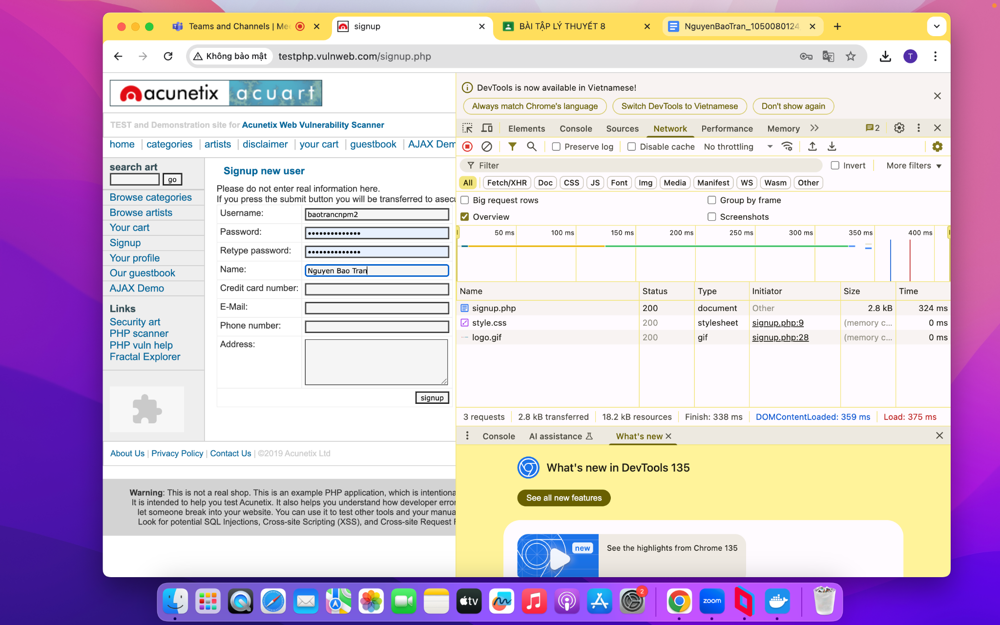 Teams and Channels | Mee
signup
BÀI TẬP LÝ THUYẾT 8
NguyenBaoTran_1050080124
Không bảo mật
testphp.vulnweb.com/signup.php
T
acunetix acuart
TEST and Demonstration site for Acunetix Web Vulnerability Scanner
home | categories | artists | disclaimer | your cart | guestbook | AJAX Dem
search art
go
Browse categories
Browse artists
Your cart
Signup
Your profile
Our guestbook
AJAX Demo
Links
Security art
PHP scanner
PHP vuln help
Fractal Explorer
Signup new user
Please do not enter real information here.
If you press the submit button you will be transferred to asecu
Username: baotrancnpm2
Password: ••••••••••••••
Retype password: ••••••••••••••
Name: Nguyen Bao Tran
Credit card number:
E-Mail:
Phone number:
Address:
signup
About Us | Privacy Policy | Contact Us | ©2019 Acunetix Ltd
Warning: This is not a real shop. This is an example PHP application, which is intentiona
It is intended to help you test Acunetix. It also helps you understand how developer error
let someone break into your website. You can use it to test other tools and your manua
Look for potential SQL Injections, Cross-site Scripting (XSS), and Cross-site Request F
DevTools is now available in Vietnamese!
Always match Chrome's language
Switch DevTools to Vietnamese
Don't show again
Elements Console Sources Network Performance Memory 2
Preserve log Disable cache No throttling
Filter Invert More filters
All Fetch/XHR Doc CSS JS Font Img Media Manifest WS Wasm Other
Big request rows Group by frame
Overview Screenshots
50 ms 100 ms 150 ms 200 ms 250 ms 300 ms 350 ms 400 ms
Name Status Type Initiator Size Time
signup.php 200 document Other 2.8 kB 324 ms
style.css 200 stylesheet signup.php:9 (memory c... 0 ms
logo.gif 200 gif signup.php:28 (memory c... 0 ms
3 requests 2.8 kB transferred 18.2 kB resources Finish: 338 ms DOMContentLoaded: 359 ms Load: 375 ms
Console AI assistance What's new
What's new in DevTools 135
See all new features
new
See the highlights from Chrome 135
tv
2
zoom